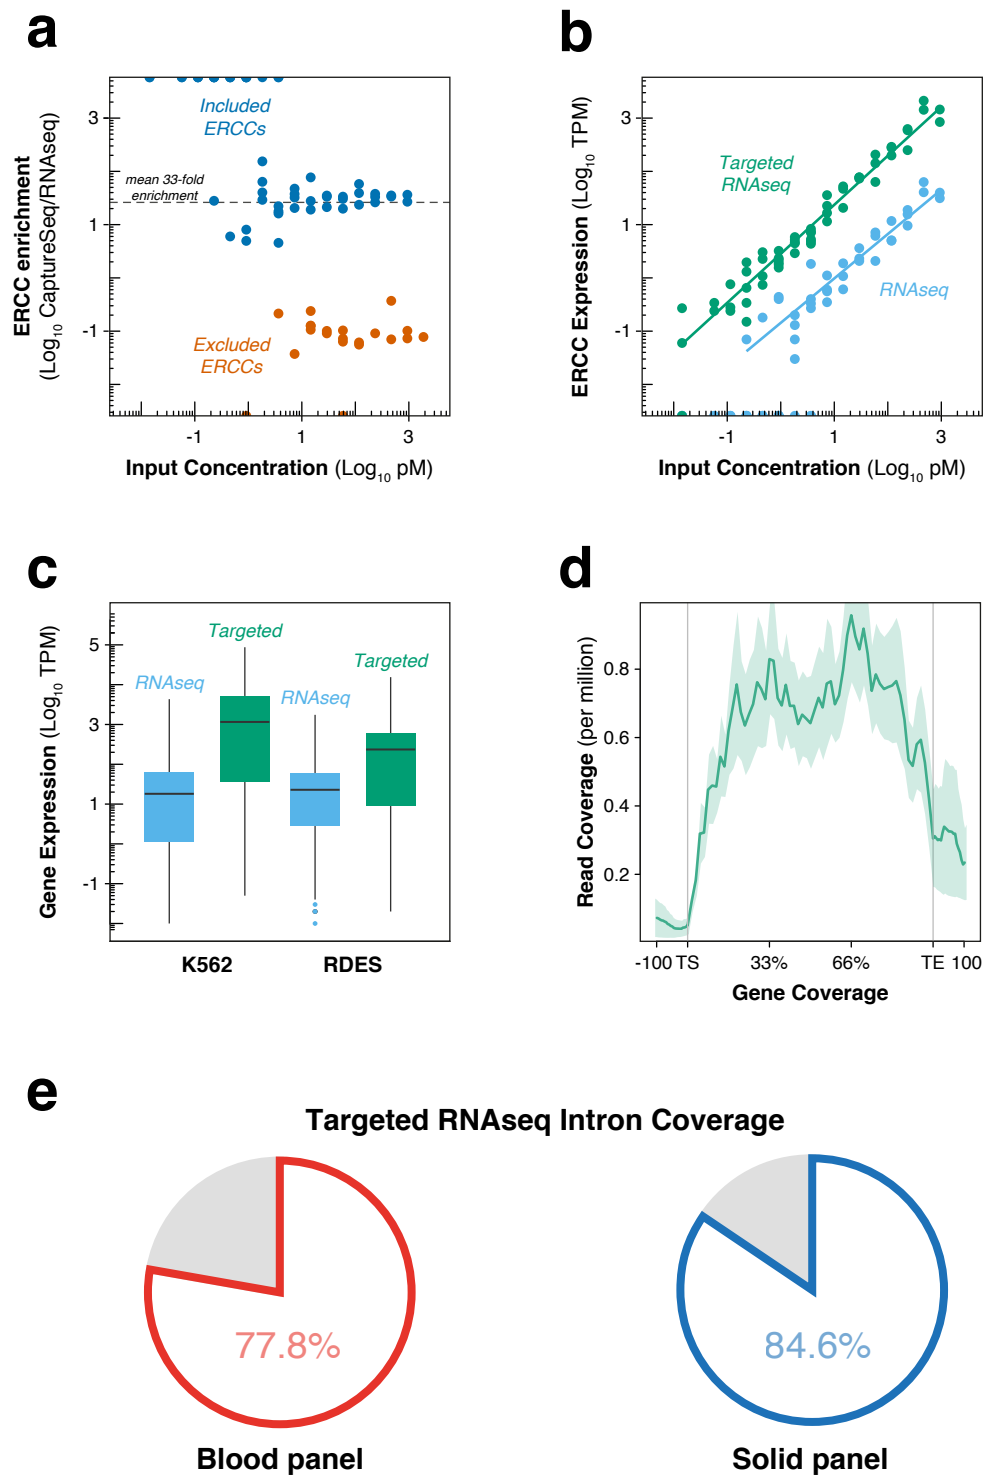 a
ERCC enrichment
(Log10 CaptureSeq/RNAseq)
3
1
-1
Included
ERCCs
mean 33-fold
enrichment
Excluded
ERCCs
-1
1
3
Input Concentration (Log10 pM)
b
ERCC Expression (Log10 TPM)
3
1
-1
Targeted
RNAseq
RNAseq
-1
1
3
Input Concentration (Log10 pM)
c
Gene Expression (Log10 TPM)
5
3
1
-1
Targeted
RNAseq
Targeted
RNAseq
K562
RDES
d
Read Coverage (per million)
0.8
0.6
0.4
0.2
-100 TS 33% 66% TE 100
Gene Coverage
e
Targeted RNAseq Intron Coverage
77.8%
84.6%
Blood panel
Solid panel